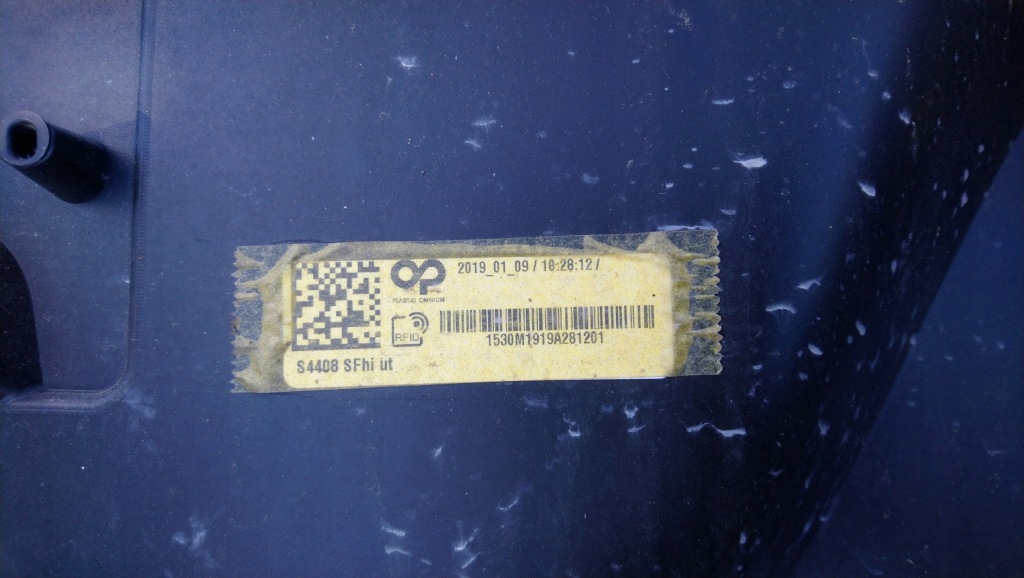 2019_01_09 / 10:28:12 /
PLASTIC OMNIUM
RFID
1530M1919A281201
S4408 SFhi ut